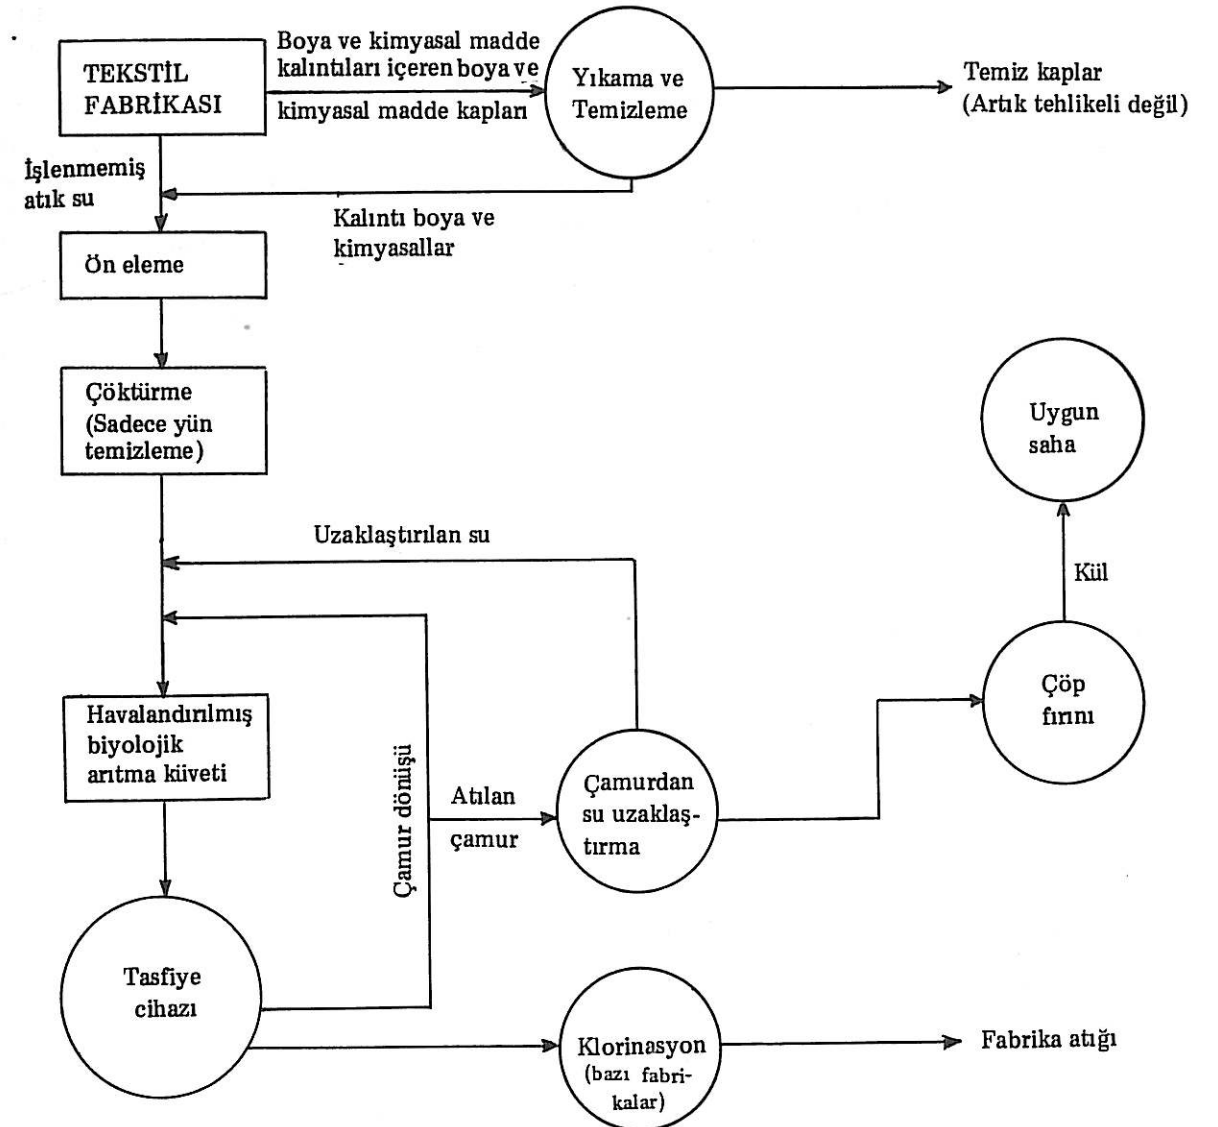 TEKSTİL
FABRİKASI
Boya ve kimyasal madde
kalıntıları içeren boya ve
kimyasal madde kapları
Yıkama ve
Temizleme
Temiz kaplar
(Artık tehlikeli değil)
İşlenmemiş
atık su
Kalıntı boya ve
kimyasallar
Ön eleme
Çöktürme
(Sadece yün
temizleme)
Uygun
saha
Uzaklaştırılan su
Kül
Çöp
fırını
Havalandırılmış
biyolojik
arıtma küveti
Çamur dönüşü
Atılan
çamur
Çamurdan
su uzaklaş-
tırma
Tasfiye
cihazı
Klorinasyon
(bazı fabri-
kalar)
Fabrika atığı